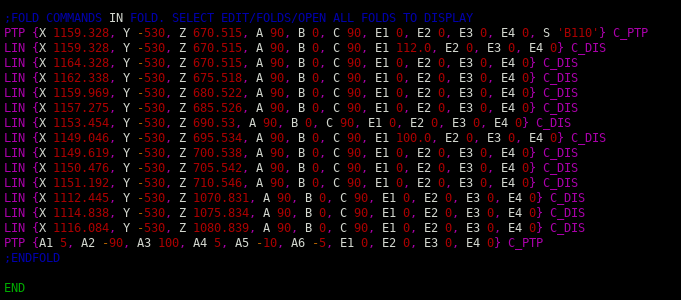 ;FOLD COMMANDS IN FOLD. SELECT EDIT/FOLDS/OPEN ALL FOLDS TO DISPLAY
PTP {X 1159.328, Y -530, Z 670.515, A 90, B 0, C 90, E1 0, E2 0, E3 0, E4 0, S 'B110'} C_PTP
LIN {X 1159.328, Y -530, Z 670.515, A 90, B 0, C 90, E1 112.0, E2 0, E3 0, E4 0} C_DIS
LIN {X 1164.328, Y -530, Z 670.515, A 90, B 0, C 90, E1 0, E2 0, E3 0, E4 0} C_DIS
LIN {X 1162.338, Y -530, Z 675.518, A 90, B 0, C 90, E1 0, E2 0, E3 0, E4 0} C_DIS
LIN {X 1159.969, Y -530, Z 680.522, A 90, B 0, C 90, E1 0, E2 0, E3 0, E4 0} C_DIS
LIN {X 1157.275, Y -530, Z 685.526, A 90, B 0, C 90, E1 0, E2 0, E3 0, E4 0} C_DIS
LIN {X 1153.454, Y -530, Z 690.53, A 90, B 0, C 90, E1 0, E2 0, E3 0, E4 0} C_DIS
LIN {X 1149.046, Y -530, Z 695.534, A 90, B 0, C 90, E1 100.0, E2 0, E3 0, E4 0} C_DIS
LIN {X 1149.619, Y -530, Z 700.538, A 90, B 0, C 90, E1 0, E2 0, E3 0, E4 0} C_DIS
LIN {X 1150.476, Y -530, Z 705.542, A 90, B 0, C 90, E1 0, E2 0, E3 0, E4 0} C_DIS
LIN {X 1151.192, Y -530, Z 710.546, A 90, B 0, C 90, E1 0, E2 0, E3 0, E4 0} C_DIS
LIN {X 1112.445, Y -530, Z 1070.831, A 90, B 0, C 90, E1 0, E2 0, E3 0, E4 0} C_DIS
LIN {X 1114.838, Y -530, Z 1075.834, A 90, B 0, C 90, E1 0, E2 0, E3 0, E4 0} C_DIS
LIN {X 1116.084, Y -530, Z 1080.839, A 90, B 0, C 90, E1 0, E2 0, E3 0, E4 0} C_DIS
PTP {A1 5, A2 -90, A3 100, A4 5, A5 -10, A6 -5, E1 0, E2 0, E3 0, E4 0} C_PTP
;ENDFOLD
END